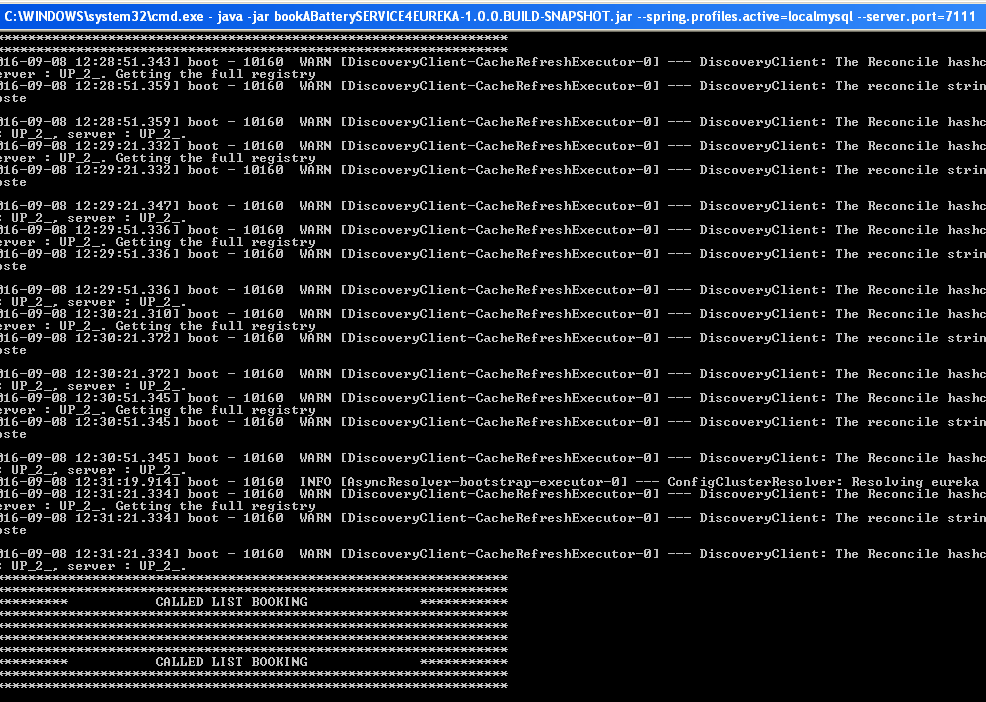 C:\WINDOWS\system32\cmd.exe - java -jar bookABatterySERVICE4EUREKA-1.0.0.BUILD-SNAPSHOT.jar --spring.profiles.active=localmysql --server.port=7111
****************************************************************
****************************************************************
016-09-08 12:28:51.343] boot - 10160  WARN [DiscoveryClient-CacheRefreshExecutor-0] --- DiscoveryClient: The Reconcile hashc
erver : UP_2_. Getting the full registry
016-09-08 12:28:51.359] boot - 10160  WARN [DiscoveryClient-CacheRefreshExecutor-0] --- DiscoveryClient: The reconcile strin
oste
016-09-08 12:28:51.359] boot - 10160  WARN [DiscoveryClient-CacheRefreshExecutor-0] --- DiscoveryClient: The Reconcile hashc
: UP_2_, server : UP_2_.
016-09-08 12:29:21.332] boot - 10160  WARN [DiscoveryClient-CacheRefreshExecutor-0] --- DiscoveryClient: The Reconcile hashc
erver : UP_2_. Getting the full registry
016-09-08 12:29:21.332] boot - 10160  WARN [DiscoveryClient-CacheRefreshExecutor-0] --- DiscoveryClient: The reconcile strin
oste
016-09-08 12:29:21.347] boot - 10160  WARN [DiscoveryClient-CacheRefreshExecutor-0] --- DiscoveryClient: The Reconcile hashc
: UP_2_, server : UP_2_.
016-09-08 12:29:51.336] boot - 10160  WARN [DiscoveryClient-CacheRefreshExecutor-0] --- DiscoveryClient: The Reconcile hashc
erver : UP_2_. Getting the full registry
016-09-08 12:29:51.336] boot - 10160  WARN [DiscoveryClient-CacheRefreshExecutor-0] --- DiscoveryClient: The reconcile strin
oste
016-09-08 12:29:51.336] boot - 10160  WARN [DiscoveryClient-CacheRefreshExecutor-0] --- DiscoveryClient: The Reconcile hashc
: UP_2_, server : UP_2_.
016-09-08 12:30:21.310] boot - 10160  WARN [DiscoveryClient-CacheRefreshExecutor-0] --- DiscoveryClient: The Reconcile hashc
erver : UP_2_. Getting the full registry
016-09-08 12:30:21.372] boot - 10160  WARN [DiscoveryClient-CacheRefreshExecutor-0] --- DiscoveryClient: The reconcile strin
oste
016-09-08 12:30:21.372] boot - 10160  WARN [DiscoveryClient-CacheRefreshExecutor-0] --- DiscoveryClient: The Reconcile hashc
: UP_2_, server : UP_2_.
016-09-08 12:30:51.345] boot - 10160  WARN [DiscoveryClient-CacheRefreshExecutor-0] --- DiscoveryClient: The Reconcile hashc
erver : UP_2_. Getting the full registry
016-09-08 12:30:51.345] boot - 10160  WARN [DiscoveryClient-CacheRefreshExecutor-0] --- DiscoveryClient: The reconcile strin
oste
016-09-08 12:30:51.345] boot - 10160  WARN [DiscoveryClient-CacheRefreshExecutor-0] --- DiscoveryClient: The Reconcile hashc
: UP_2_, server : UP_2_.
016-09-08 12:31:19.914] boot - 10160  INFO [AsyncResolver-bootstrap-executor-0] --- ConfigClusterResolver: Resolving eureka
016-09-08 12:31:21.334] boot - 10160  WARN [DiscoveryClient-CacheRefreshExecutor-0] --- DiscoveryClient: The Reconcile hashc
erver : UP_2_. Getting the full registry
016-09-08 12:31:21.334] boot - 10160  WARN [DiscoveryClient-CacheRefreshExecutor-0] --- DiscoveryClient: The reconcile strin
oste
016-09-08 12:31:21.334] boot - 10160  WARN [DiscoveryClient-CacheRefreshExecutor-0] --- DiscoveryClient: The Reconcile hashc
: UP_2_, server : UP_2_.
****************************************************************
****************************************************************
*********           CALLED LIST BOOKING              ***********
****************************************************************
****************************************************************
****************************************************************
****************************************************************
*********           CALLED LIST BOOKING              ***********
****************************************************************
****************************************************************